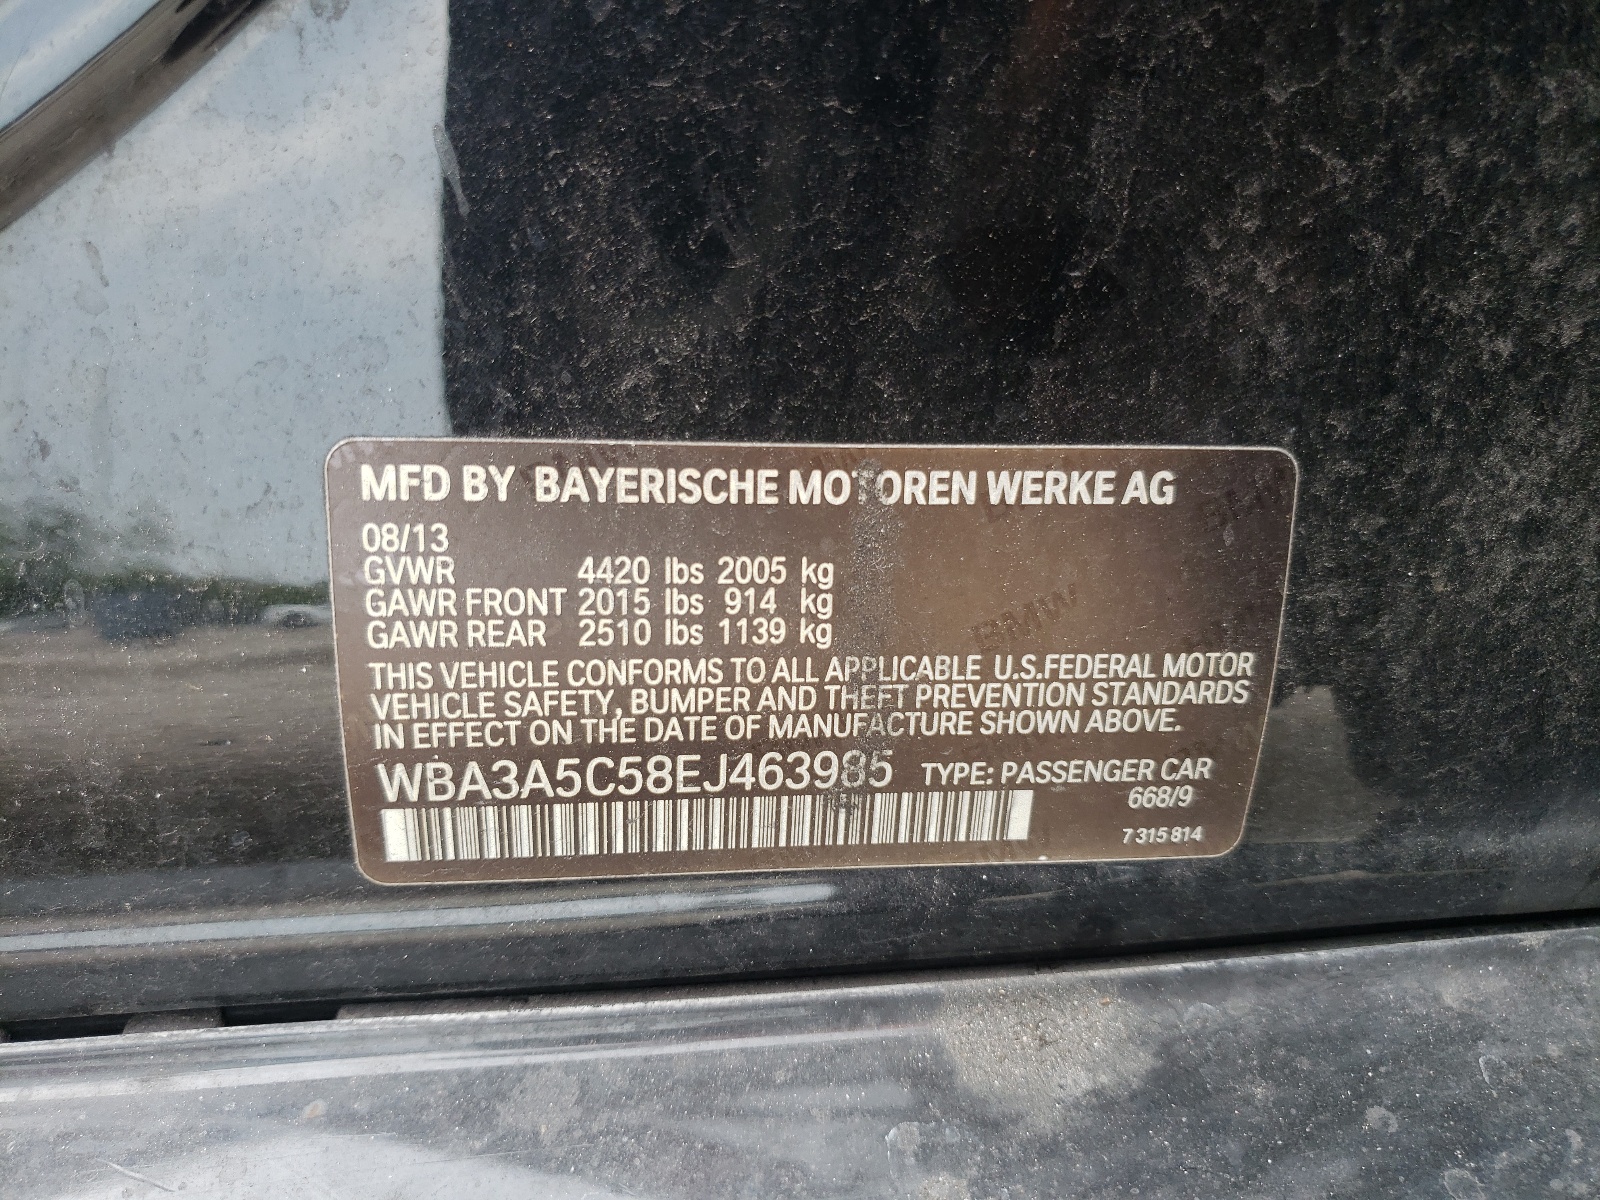 MFD BY BAYERISCHE MOTOREN WERKE AG
08/13
GVWR 4420 lbs 2005 kg
GAWR FRONT 2015 lbs 914 kg
GAWR REAR 2510 lbs 1139 kg
THIS VEHICLE CONFORMS TO ALL APPLICABLE U.S.FEDERAL MOTOR
VEHICLE SAFETY, BUMPER AND THEFT PREVENTION STANDARDS
IN EFFECT ON THE DATE OF MANUFACTURE SHOWN ABOVE.
WBA3A5C58EJ463985 TYPE: PASSENGER CAR
668/9
7 315 814
BMW